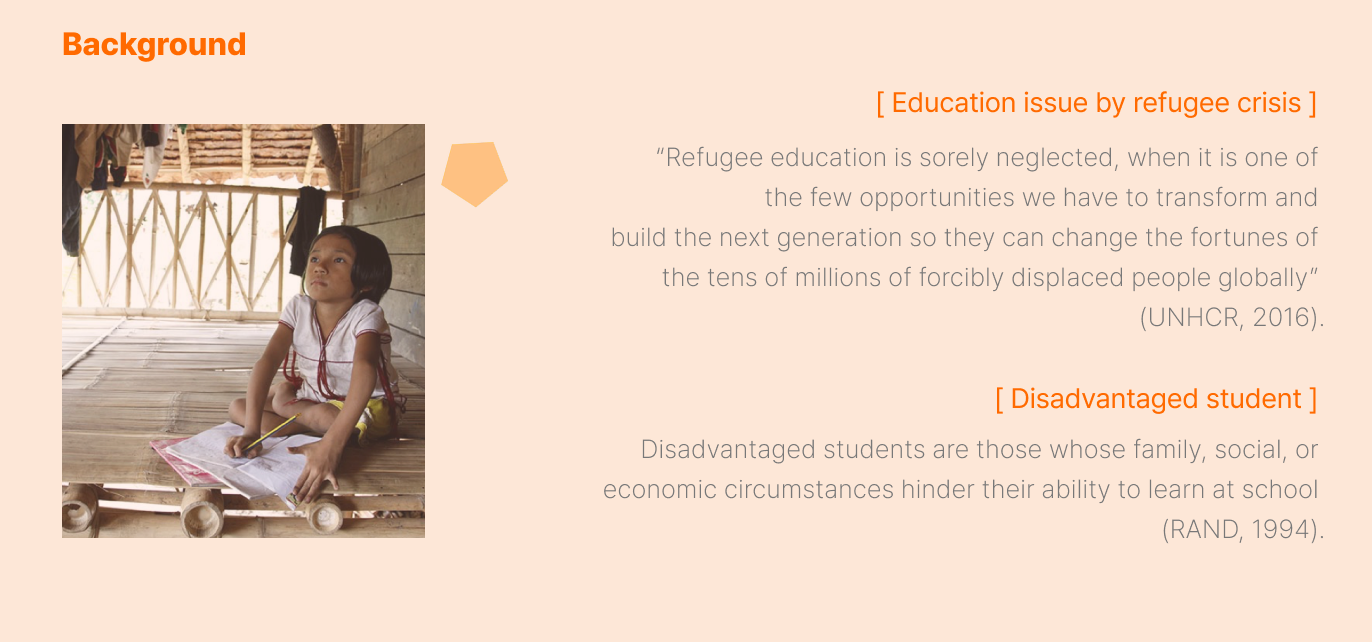 Background
[ Education issue by refugee crisis ]
“Refugee education is sorely neglected, when it is one of
the few opportunities we have to transform and
build the next generation so they can change the fortunes of
the tens of millions of forcibly displaced people globally”
(UNHCR, 2016).
[ Disadvantaged student ]
Disadvantaged students are those whose family, social, or
economic circumstances hinder their ability to learn at school
(RAND, 1994).